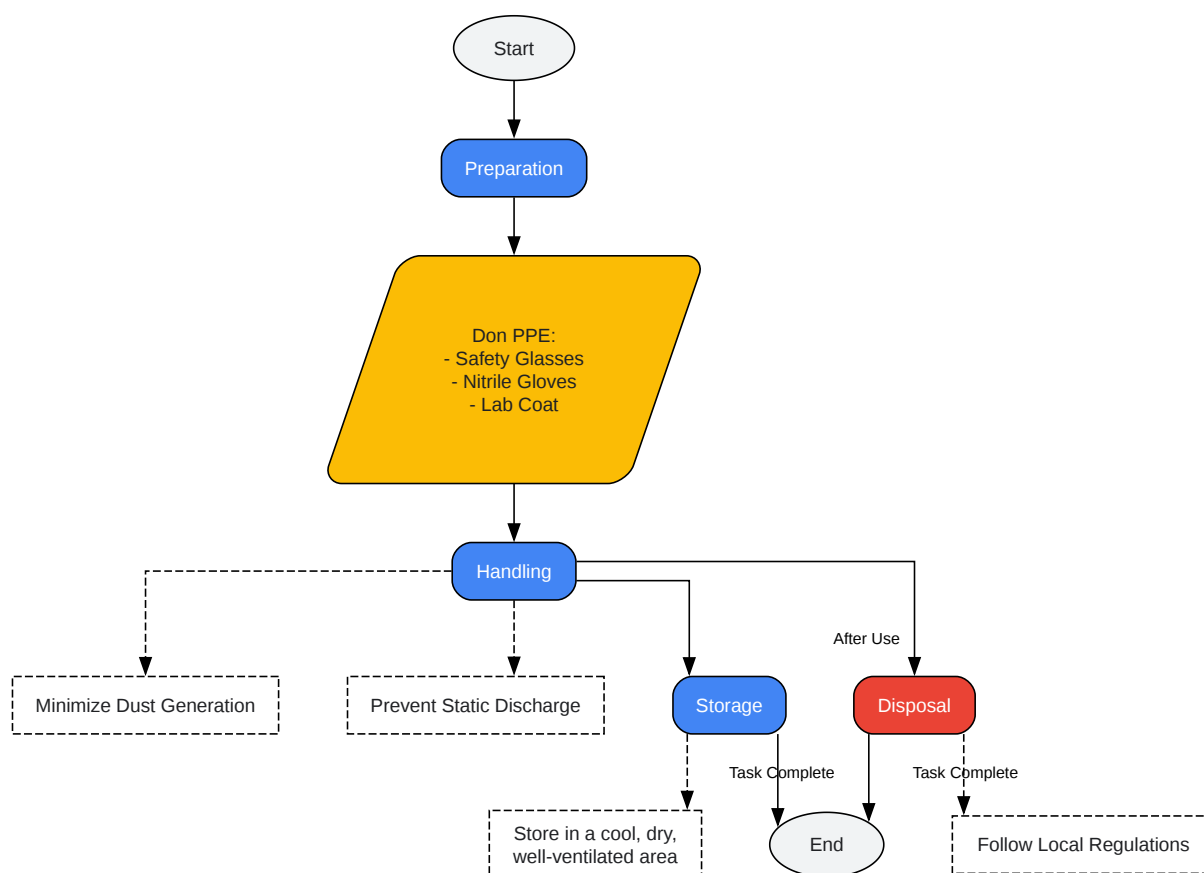 Start
Preparation
Don PPE:
- Safety Glasses
- Nitrile Gloves
- Lab Coat
Handling
After Use
Minimize Dust Generation
Prevent Static Discharge
Storage
Disposal
Task Complete
Task Complete
Store in a cool, dry,
well-ventilated area
End
Follow Local Regulations